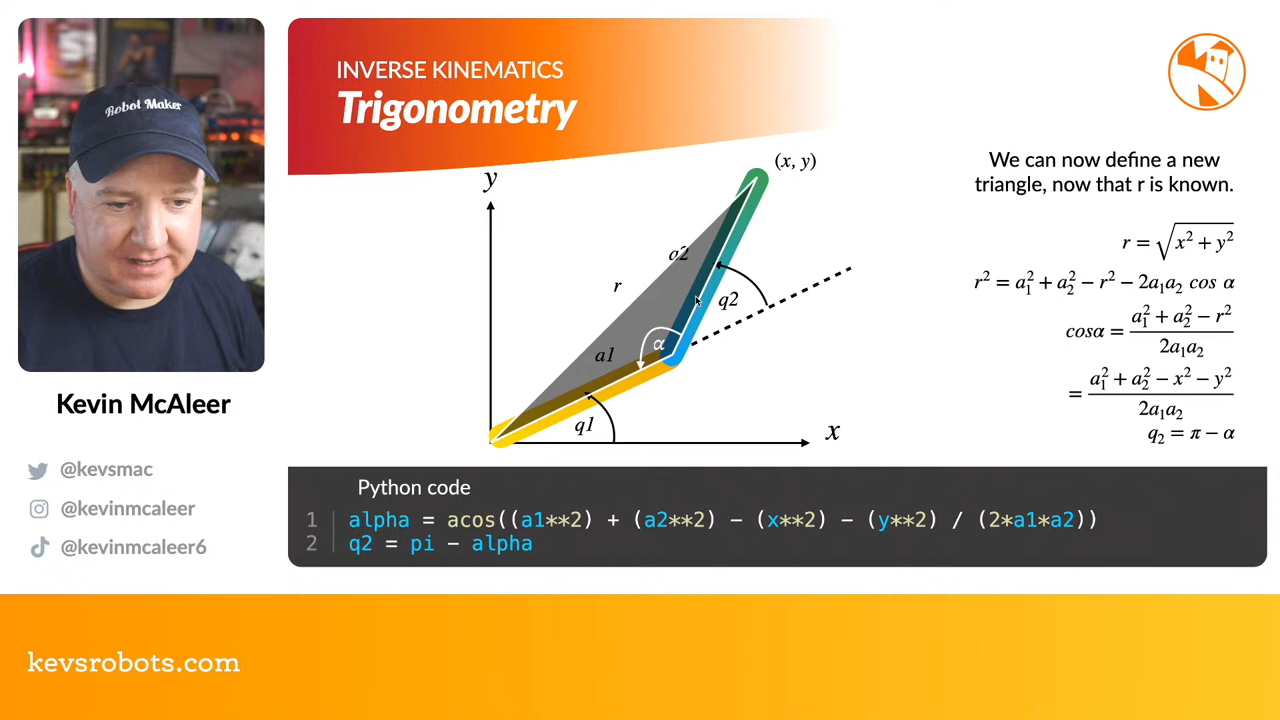 Robot Maker
INVERSE KINEMATICS
Trigonometry
Kevin McAleer
@kevsmac
@kevinmcaleer
@kevinmcaleer6
y
(x, y)
a2
r
q2
α
a1
q1
x
We can now define a new
triangle, now that r is known.
r = √x² + y²
r² = a₁² + a₂² − r² − 2a₁a₂ cos α
cosα = (a₁² + a₂² − r²) / 2a₁a₂
= (a₁² + a₂² − x² − y²) / 2a₁a₂
q₂ = π − α
Python code
1 alpha = acos((a1**2) + (a2**2) − (x**2) − (y**2) / (2*a1*a2))
2 q2 = pi − alpha
kevsrobots.com